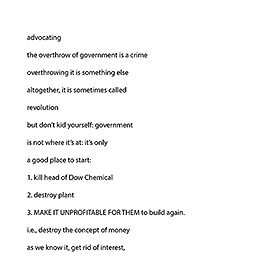 advocating
the overthrow of government is a crime
overthrowing it is something else
altogether, it is sometimes called
revolution
but don't kid yourself: government
is not where it's at: it's only
a good place to start:
1. kill head of Dow Chemical
2. destroy plant
3. MAKE IT UNPROFITABLE FOR THEM to build again.
i.e., destroy the concept of money
as we know it, get rid of interest,